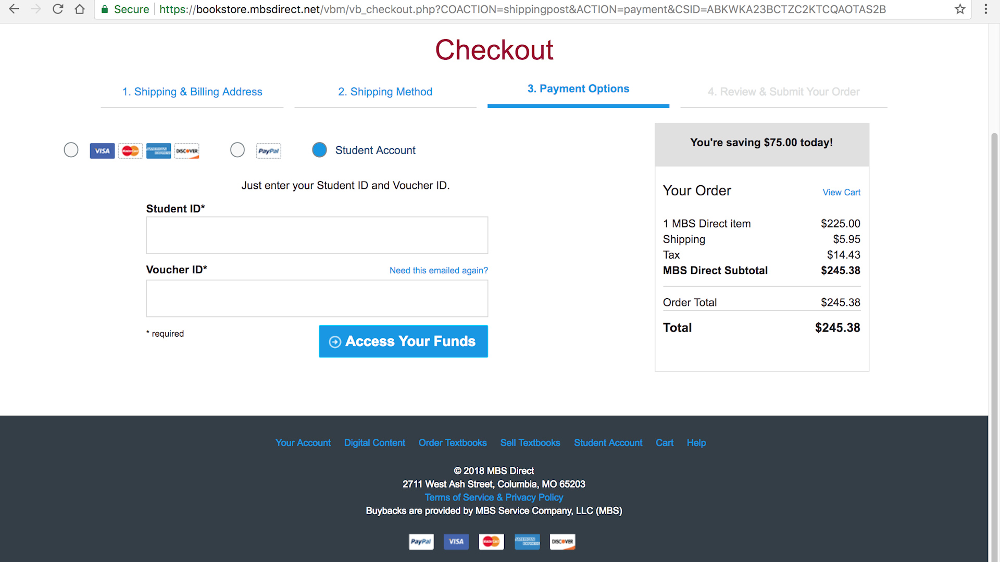 Secure https://bookstore.mbsdirect.net/vbm/vb_checkout.php?COACTION=shippingpost&ACTION=payment&CSID=ABKWKA23BCTZC2KTCQAOTAS2B
Checkout
1. Shipping & Billing Address
2. Shipping Method
3. Payment Options
4. Review & Submit Your Order
VISA MasterCard AMERICAN EXPRESS DISCOVER
PayPal
Student Account
Just enter your Student ID and Voucher ID.
Student ID*
Voucher ID* Need this emailed again?
* required
Access Your Funds
You're saving $75.00 today!
Your Order View Cart
1 MBS Direct item $225.00
Shipping $5.95
Tax $14.43
MBS Direct Subtotal $245.38
Order Total $245.38
Total $245.38
Your Account Digital Content Order Textbooks Sell Textbooks Student Account Cart Help
© 2018 MBS Direct
2711 West Ash Street, Columbia, MO 65203
Terms of Service & Privacy Policy
Buybacks are provided by MBS Service Company, LLC (MBS)
PayPal VISA MasterCard AMERICAN EXPRESS DISCOVER